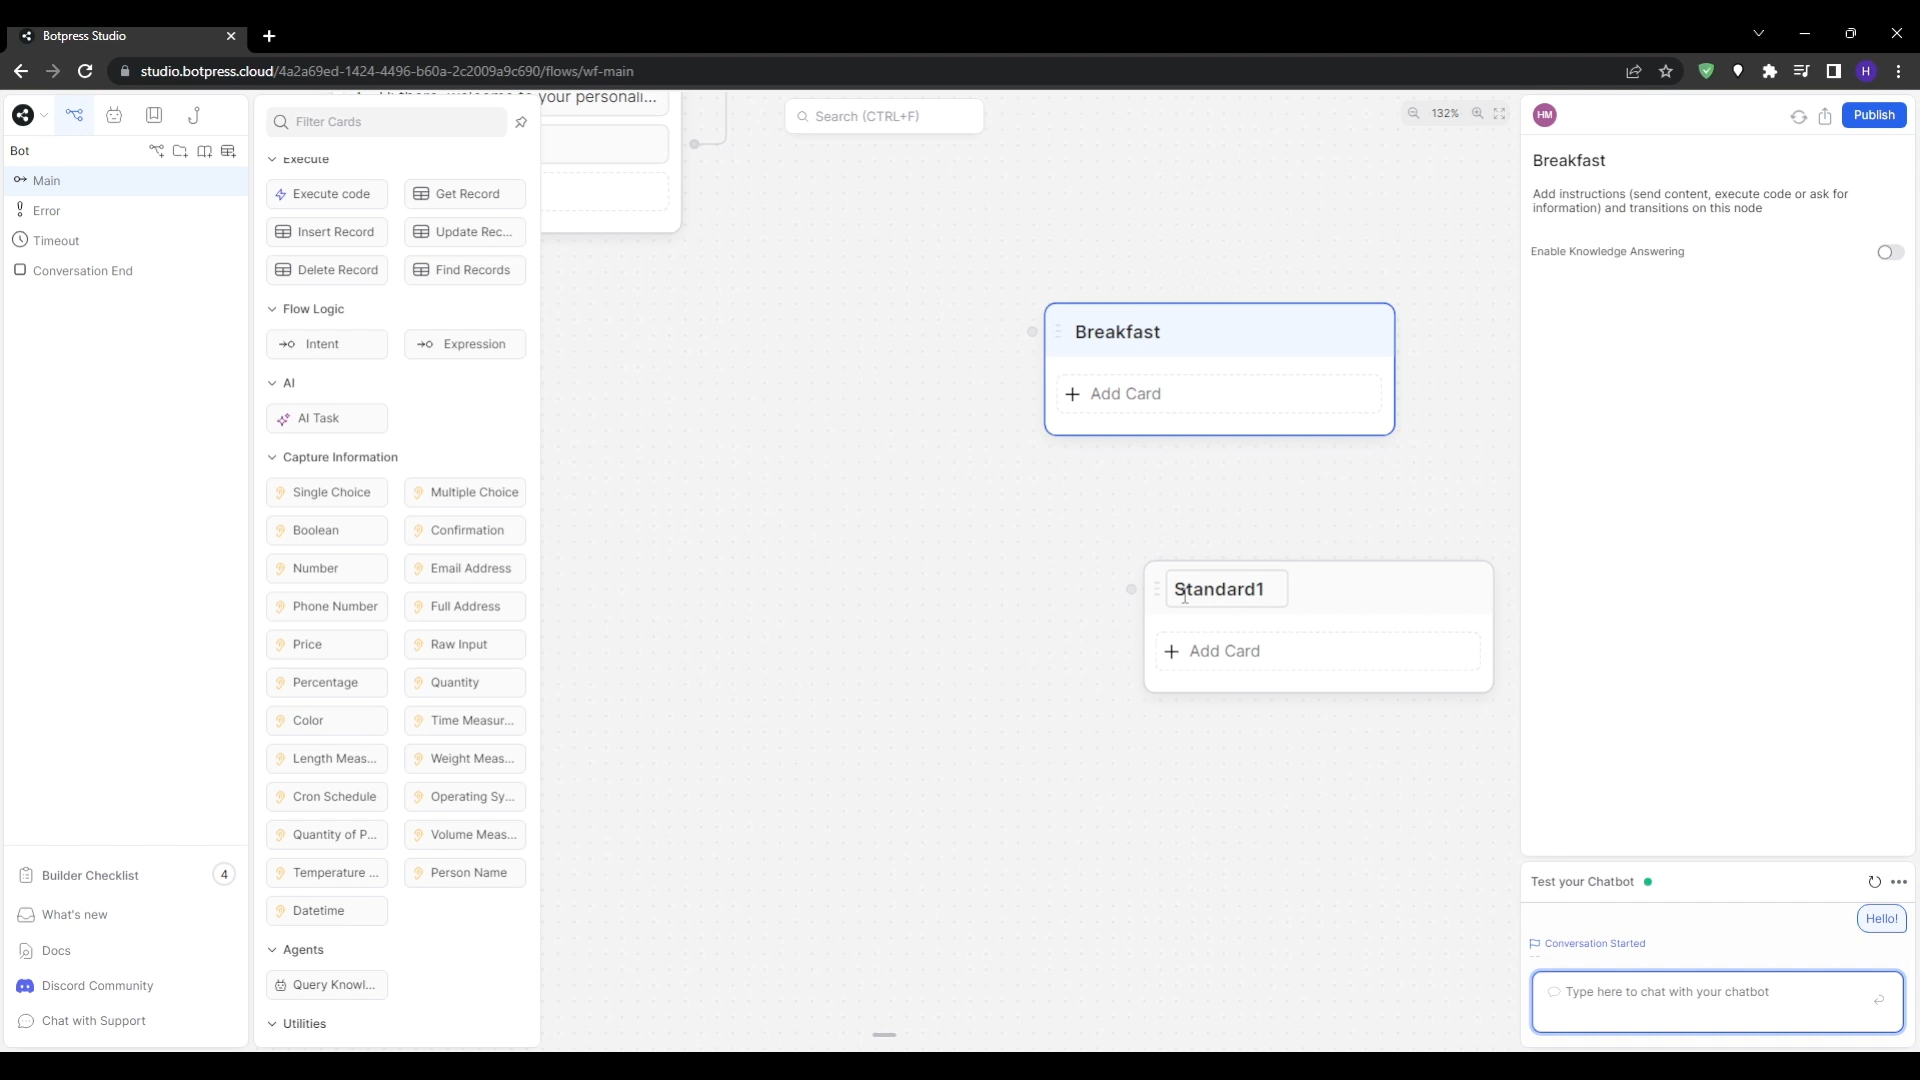 Botpress Studio
studio.botpress.cloud/4a2a69ed-1424-4496-b60a-2c2009a9c690/flows/wf-main
H
Bot
Main
Error
Timeout
Conversation End
Builder Checklist
4
What's new
Docs
Discord Community
Chat with Support
Filter Cards
Execute
Execute code
Get Record
Insert Record
Update Rec...
Delete Record
Find Records
Flow Logic
Intent
Expression
AI
AI Task
Capture Information
Single Choice
Multiple Choice
Boolean
Confirmation
Number
Email Address
Phone Number
Full Address
Price
Raw Input
Percentage
Quantity
Color
Time Measur...
Length Meas...
Weight Meas...
Cron Schedule
Operating Sy...
Quantity of P...
Volume Meas...
Temperature ...
Person Name
Datetime
Agents
Query Knowl...
Utilities
your personali...
Search (CTRL+F)
132%
Breakfast
Add Card
Standard1
Add Card
HM
Publish
Breakfast
Add instructions (send content, execute code or ask for
information) and transitions on this node
Enable Knowledge Answering
Test your Chatbot
Hello!
Conversation Started
Type here to chat with your chatbot